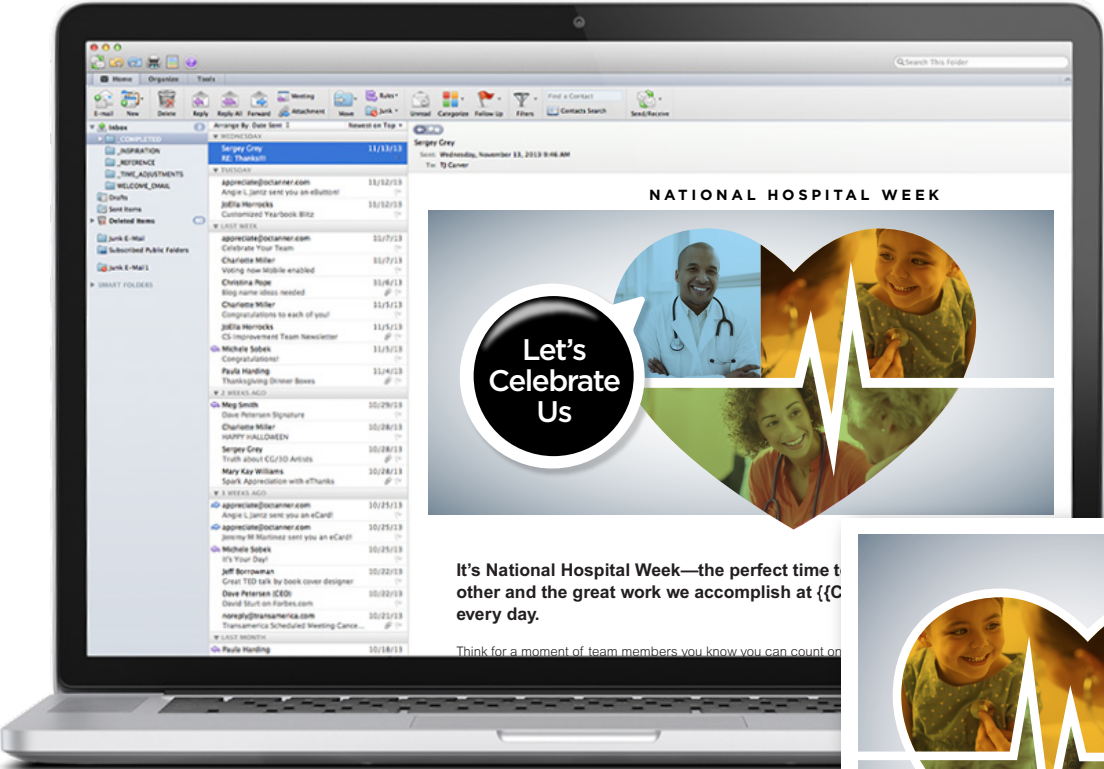 Search This Folder
Home Organize Tools
E-mail New Delete Reply Reply All Forward Meeting Attachment Move Rules Junk Unread Categorize Follow Up Filters Find a Contact Contacts Search Send/Receive
Inbox
_COMPLETED
_INSPIRATION
_REFERENCE
_TIME_ADJUSTMENTS
WELCOME_EMAIL
Drafts
Sent Items
Deleted Items
Junk E-Mail
Subscribed Public Folders
Junk E-Mail1
SMART FOLDERS
Arrange By: Date Sent Newest on Top
WEDNESDAY
Sergey Grey 11/13/13
RE: Thanks!!!
TUESDAY
appreciate@octanner.com 11/12/13
Angie L Jantz sent you an eButton!
JoElla Horrocks 11/12/13
Customized Yearbook Blitz
LAST WEEK
appreciate@octanner.com 11/7/13
Celebrate Your Team
Charlotte Miller 11/7/13
Voting now Mobile enabled
Christina Pope 11/6/13
Blog name ideas needed
Charlotte Miller 11/5/13
Congratulations to each of you!
JoElla Horrocks 11/5/13
CS Improvement Team Newsletter
Michele Sobek 11/5/13
Congratulations!
Paula Harding 11/4/13
Thanksgiving Dinner Boxes
2 WEEKS AGO
Meg Smith 10/29/13
Dave Petersen Signature
Charlotte Miller 10/28/13
HAPPY HALLOWEEN
Sergey Grey 10/28/13
Truth about CG/3D Artists
Mary Kay Williams 10/28/13
Spark Appreciation with eThanks
3 WEEKS AGO
appreciate@octanner.com 10/25/13
Angie L Jantz sent you an eCard!
appreciate@octanner.com 10/25/13
Jeremy M Martinez sent you an eCard!
Michele Sobek 10/25/13
It's Your Day!
Jeff Borrowman 10/22/13
Great TED talk by book cover designer
Dave Petersen (CEO) 10/22/13
David Sturt on Forbes.com
noreply@transamerica.com 10/21/13
Transamerica Scheduled Meeting Cance...
LAST MONTH
Paula Harding 10/18/13
Sergey Grey
Sent: Wednesday, November 13, 2013 9:46 AM
To: TJ Carver
NATIONAL HOSPITAL WEEK
Let's
Celebrate
Us
It's National Hospital Week—the perfect time t
other and the great work we accomplish at {{C
every day.
Think for a moment of team members you know you can count on